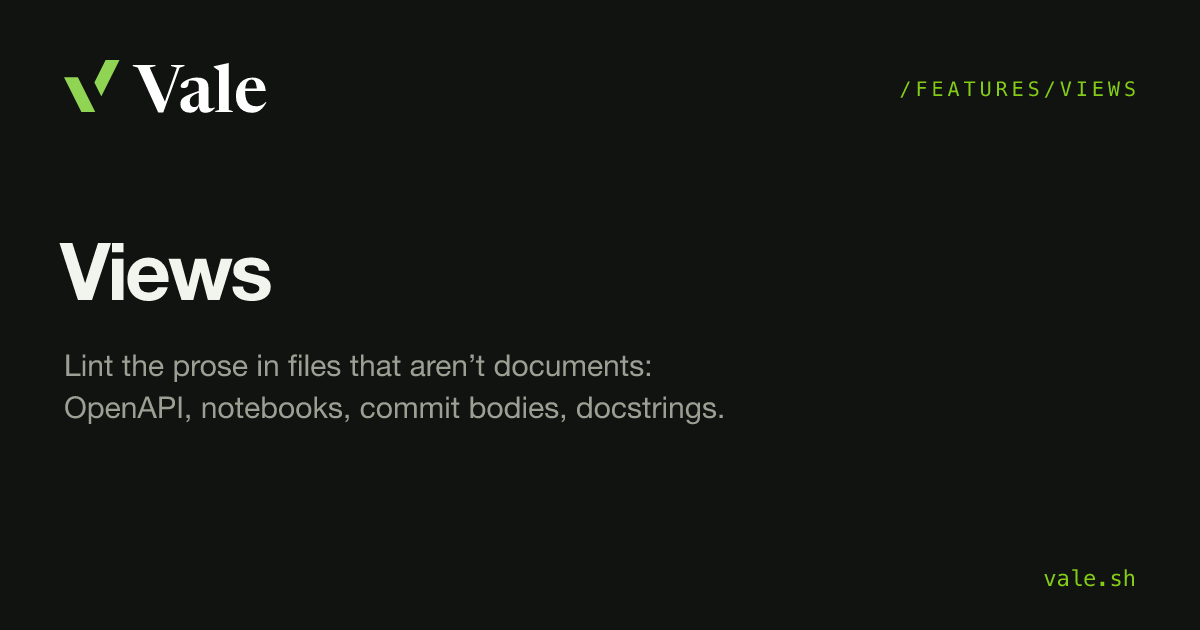 Vale
/FEATURES/VIEWS
Views
Lint the prose in files that aren’t documents:
OpenAPI, notebooks, commit bodies, docstrings.
vale.sh